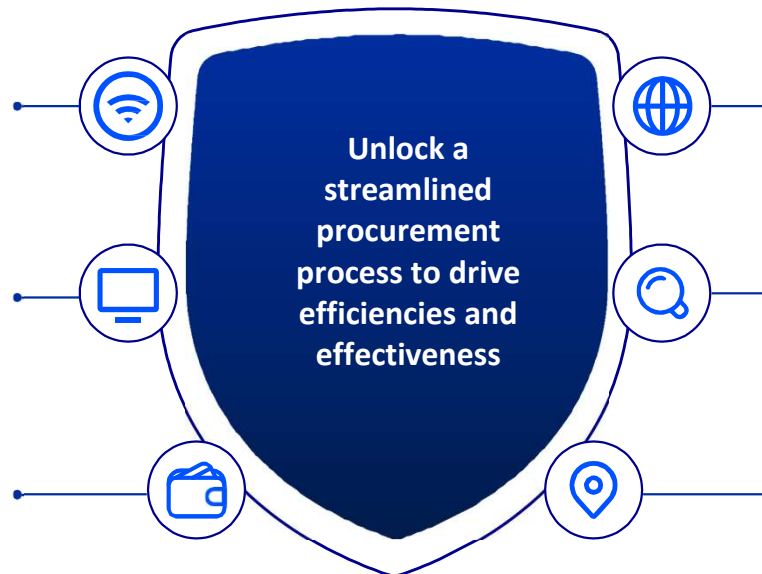 Unlock a
streamlined
procurement
process to drive
efficiencies and
effectiveness